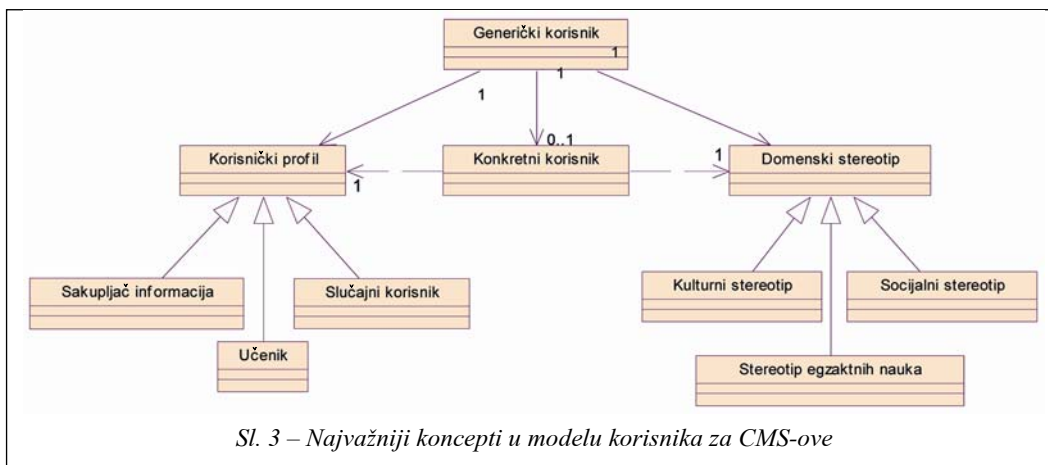 Generički korisnik
1
1
1
0..1
Korisnički profil
Konkretni korisnik
1
Domenski stereotip
1
Sakupljač informacija
Slučajni korisnik
Kulturni stereotip
Socijalni stereotip
Učenik
Stereotip egzaktnih nauka
Sl. 3 – Najvažniji koncepti u modelu korisnika za CMS-ove